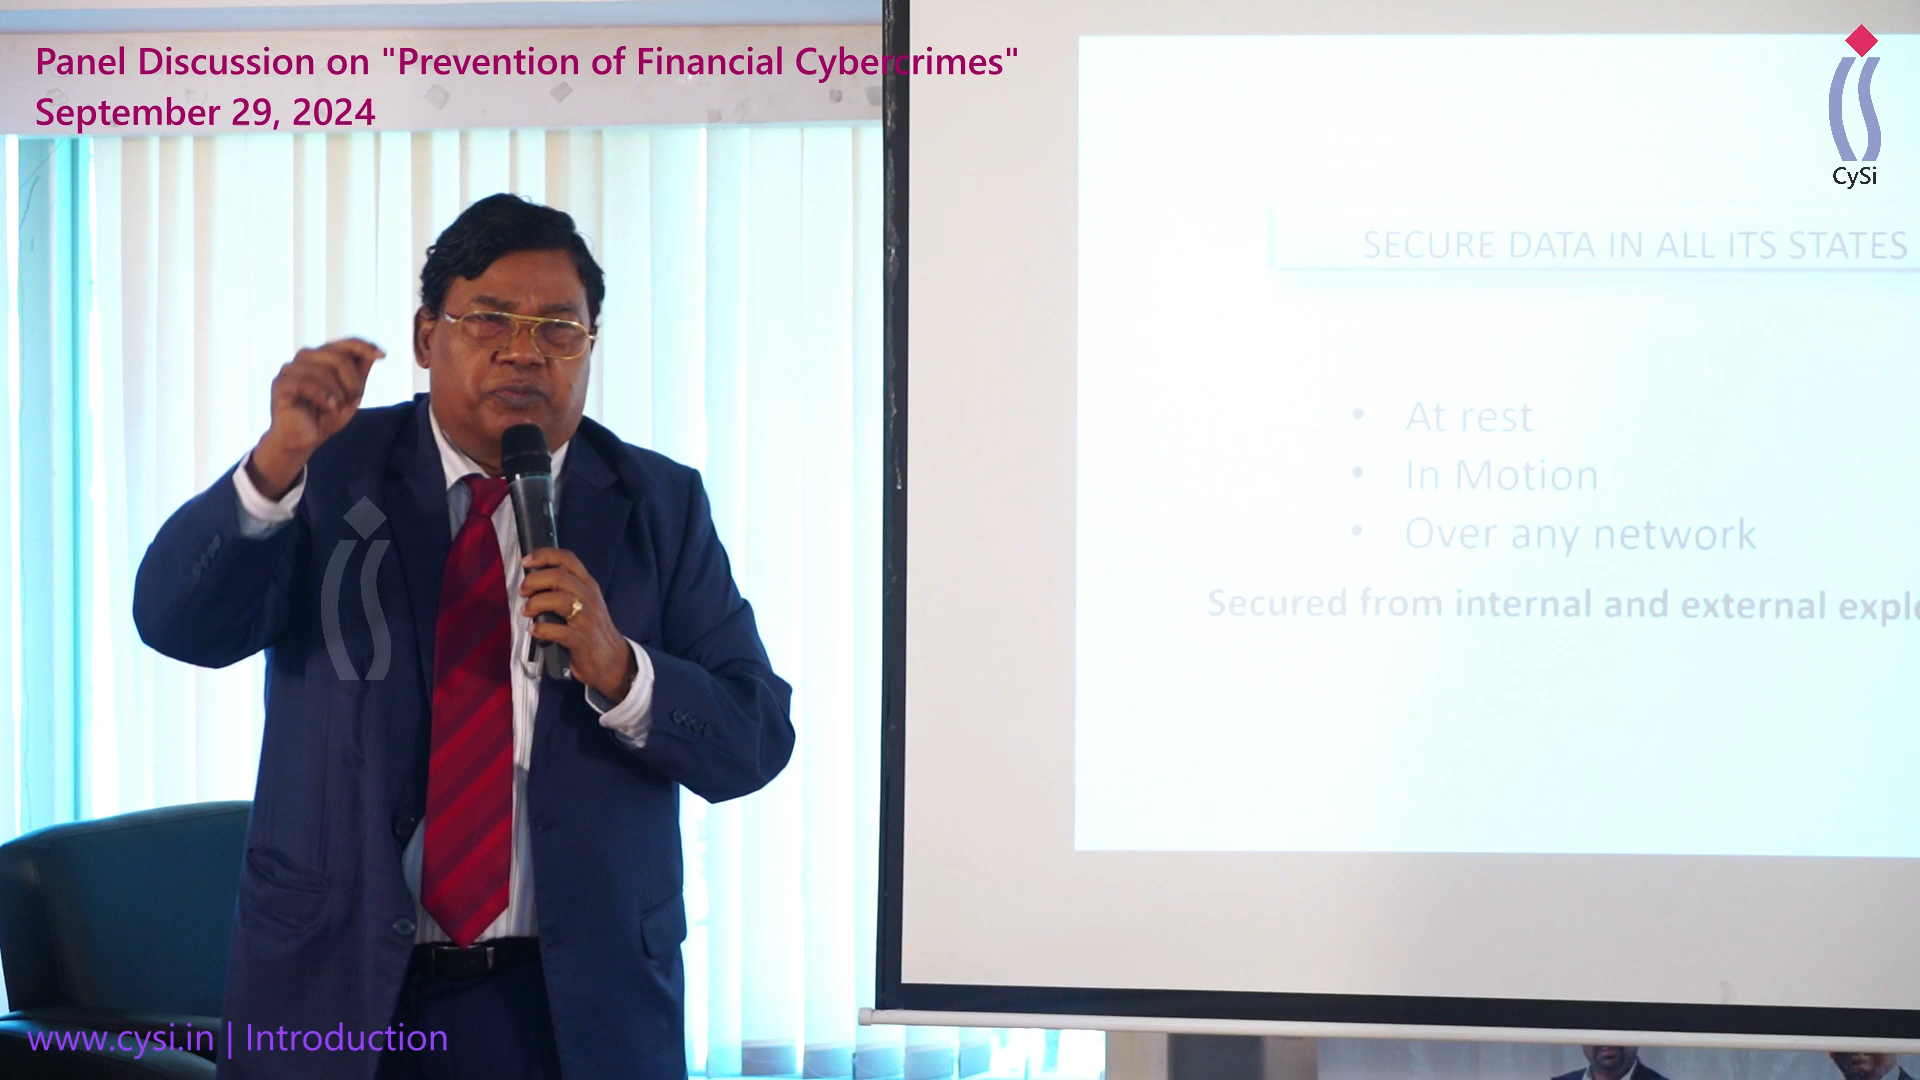 Panel Discussion on "Prevention of Financial Cybercrimes"
September 29, 2024
CySi
SECURE DATA IN ALL ITS STATES
• At rest
• In Motion
• Over any network
Secured from internal and external
www.cysi.in | Introduction